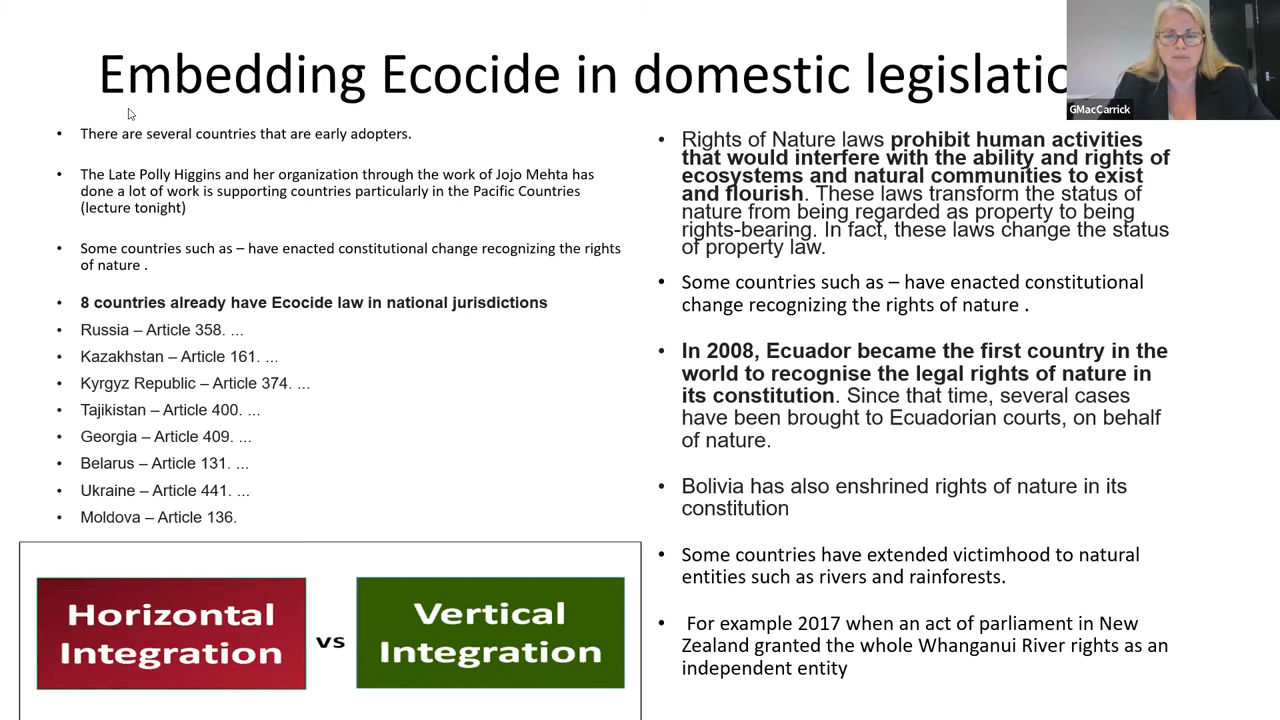 Embedding Ecocide in domestic legislatio
GMacCarrick
• There are several countries that are early adopters.
• The Late Polly Higgins and her organization through the work of Jojo Mehta has
done a lot of work is supporting countries particularly in the Pacific Countries
(lecture tonight)
• Some countries such as – have enacted constitutional change recognizing the rights
of nature .
• 8 countries already have Ecocide law in national jurisdictions
• Russia – Article 358. ...
• Kazakhstan – Article 161. ...
• Kyrgyz Republic – Article 374. ...
• Tajikistan – Article 400. ...
• Georgia – Article 409. ...
• Belarus – Article 131. ...
• Ukraine – Article 441. ...
• Moldova – Article 136.
Horizontal
Integration
vs
Vertical
Integration
• Rights of Nature laws prohibit human activities
that would interfere with the ability and rights of
ecosystems and natural communities to exist
and flourish. These laws transform the status of
nature from being regarded as property to being
rights-bearing. In fact, these laws change the status
of property law.
• Some countries such as – have enacted constitutional
change recognizing the rights of nature .
• In 2008, Ecuador became the first country in the
world to recognise the legal rights of nature in
its constitution. Since that time, several cases
have been brought to Ecuadorian courts, on behalf
of nature.
• Bolivia has also enshrined rights of nature in its
constitution
• Some countries have extended victimhood to natural
entities such as rivers and rainforests.
• For example 2017 when an act of parliament in New
Zealand granted the whole Whanganui River rights as an
independent entity